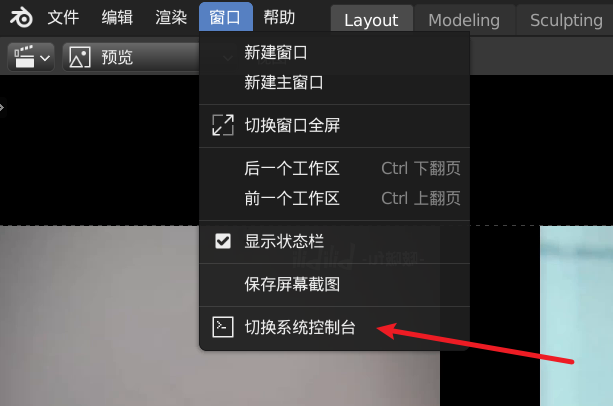 文件 编辑 渲染 窗口 帮助 Layout Modeling Sculpting
预览
新建窗口
新建主窗口
切换窗口全屏
后一个工作区 Ctrl 下翻页
前一个工作区 Ctrl 上翻页
显示状态栏
保存屏幕截图
切换系统控制台